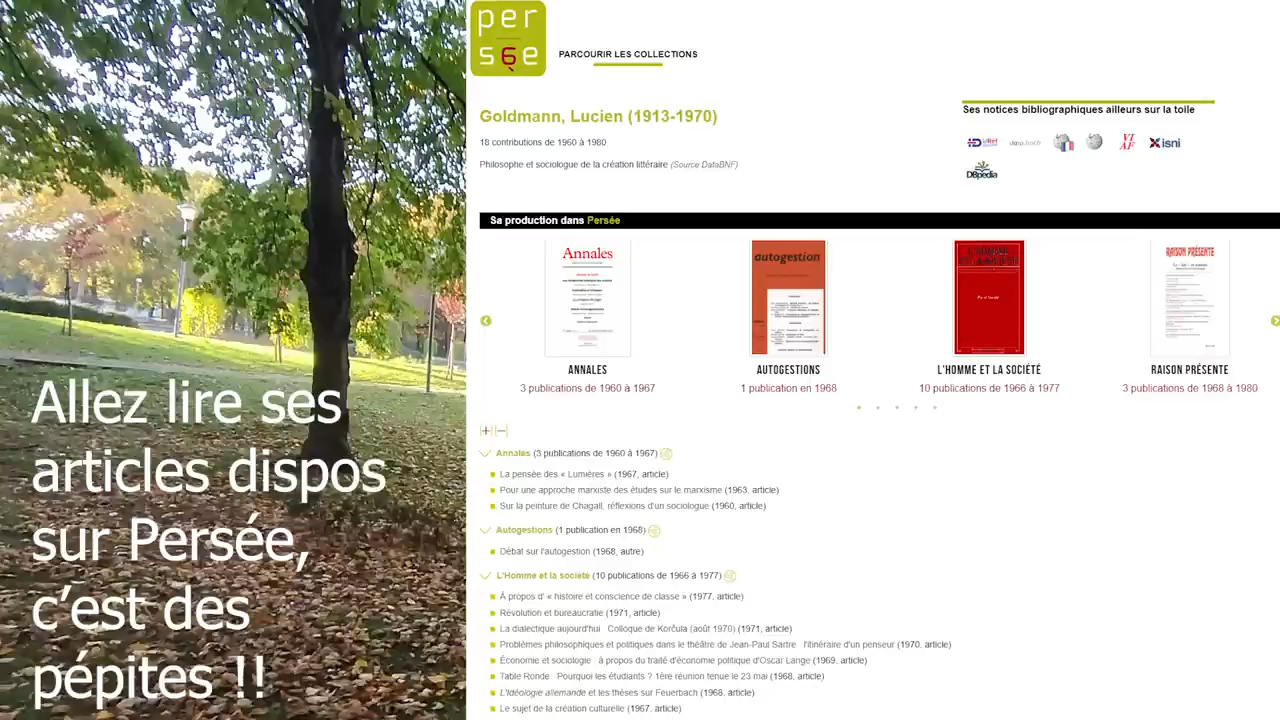 per
sée
PARCOURIR LES COLLECTIONS
Goldmann, Lucien (1913-1970)
18 contributions de 1960 à 1980
Philosophe et sociologue de la création littéraire (Source DataBNF)
Ses notices bibliographiques ailleurs sur la toile
IdRef
data.bnf.fr
VIAF
isni
DBpedia
Sa production dans Persée
Annales
autogestion
RAISON PRÉSENTE
ANNALES
AUTOGESTIONS
L'HOMME ET LA SOCIÉTÉ
RAISON PRÉSENTE
3 publications de 1960 à 1967
1 publication en 1968
10 publications de 1966 à 1977
3 publications de 1968 à 1980
[+] [−]
Annales (3 publications de 1960 à 1967)
La pensée des « Lumières » (1967, article)
Pour une approche marxiste des études sur le marxisme (1963, article)
Sur la peinture de Chagall, réflexions d'un sociologue (1960, article)
Autogestions (1 publication en 1968)
Débat sur l'autogestion (1968, autre)
L'Homme et la société (10 publications de 1966 à 1977)
À propos d' « histoire et conscience de classe » (1977, article)
Révolution et bureaucratie (1971, article)
La dialectique aujourd'hui Colloque de Korčula (août 1970) (1971, article)
Problèmes philosophiques et politiques dans le théâtre de Jean-Paul Sartre l'itinéraire d'un penseur (1970, article)
Économie et sociologie à propos du traité d'économie politique d'Oscar Lange (1969, article)
Table Ronde Pourquoi les étudiants ? 1ère réunion tenue le 23 mai (1968, article)
L'Idéologie allemande et les thèses sur Feuerbach (1968, article)
Le sujet de la création culturelle (1967, article)
Allez lire ses
articles dispos
sur Persée,
c'est des
pépites !!